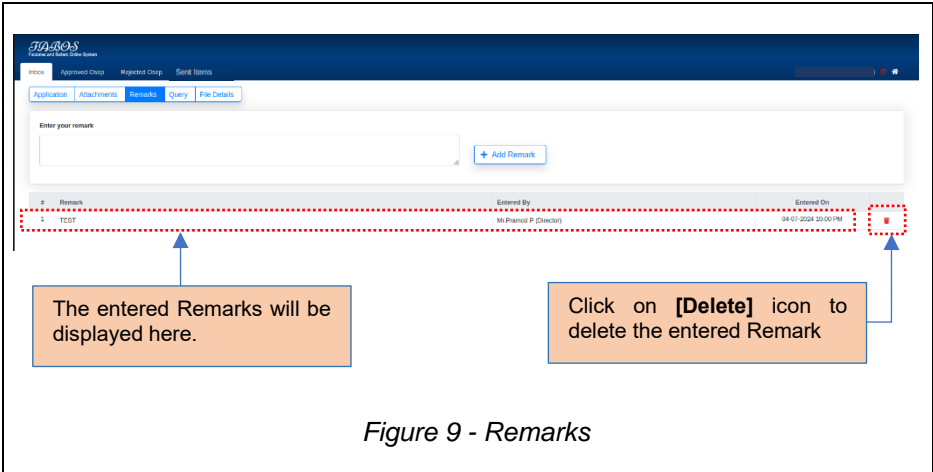 FABOS
Factories and Boilers Online System
Inbox Approved Osep Rejected Osep Sent Items
Application Attachments Remarks Query File Details
Enter your remark
+ Add Remark
# Remark Entered By Entered On
1 TEST Mr.Pramod P (Director) 04-07-2024 10:00 PM
The entered Remarks will be
displayed here.
Click on [Delete] icon to
delete the entered Remark
Figure 9 - Remarks